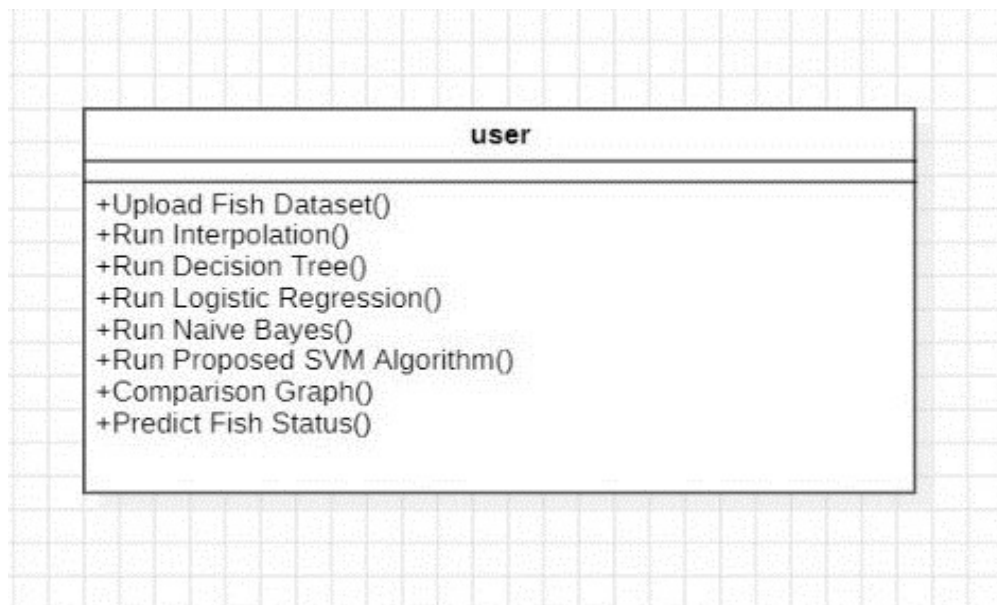 user
+Upload Fish Dataset()
+Run Interpolation()
+Run Decision Tree()
+Run Logistic Regression()
+Run Naive Bayes()
+Run Proposed SVM Algorithm()
+Comparison Graph()
+Predict Fish Status()